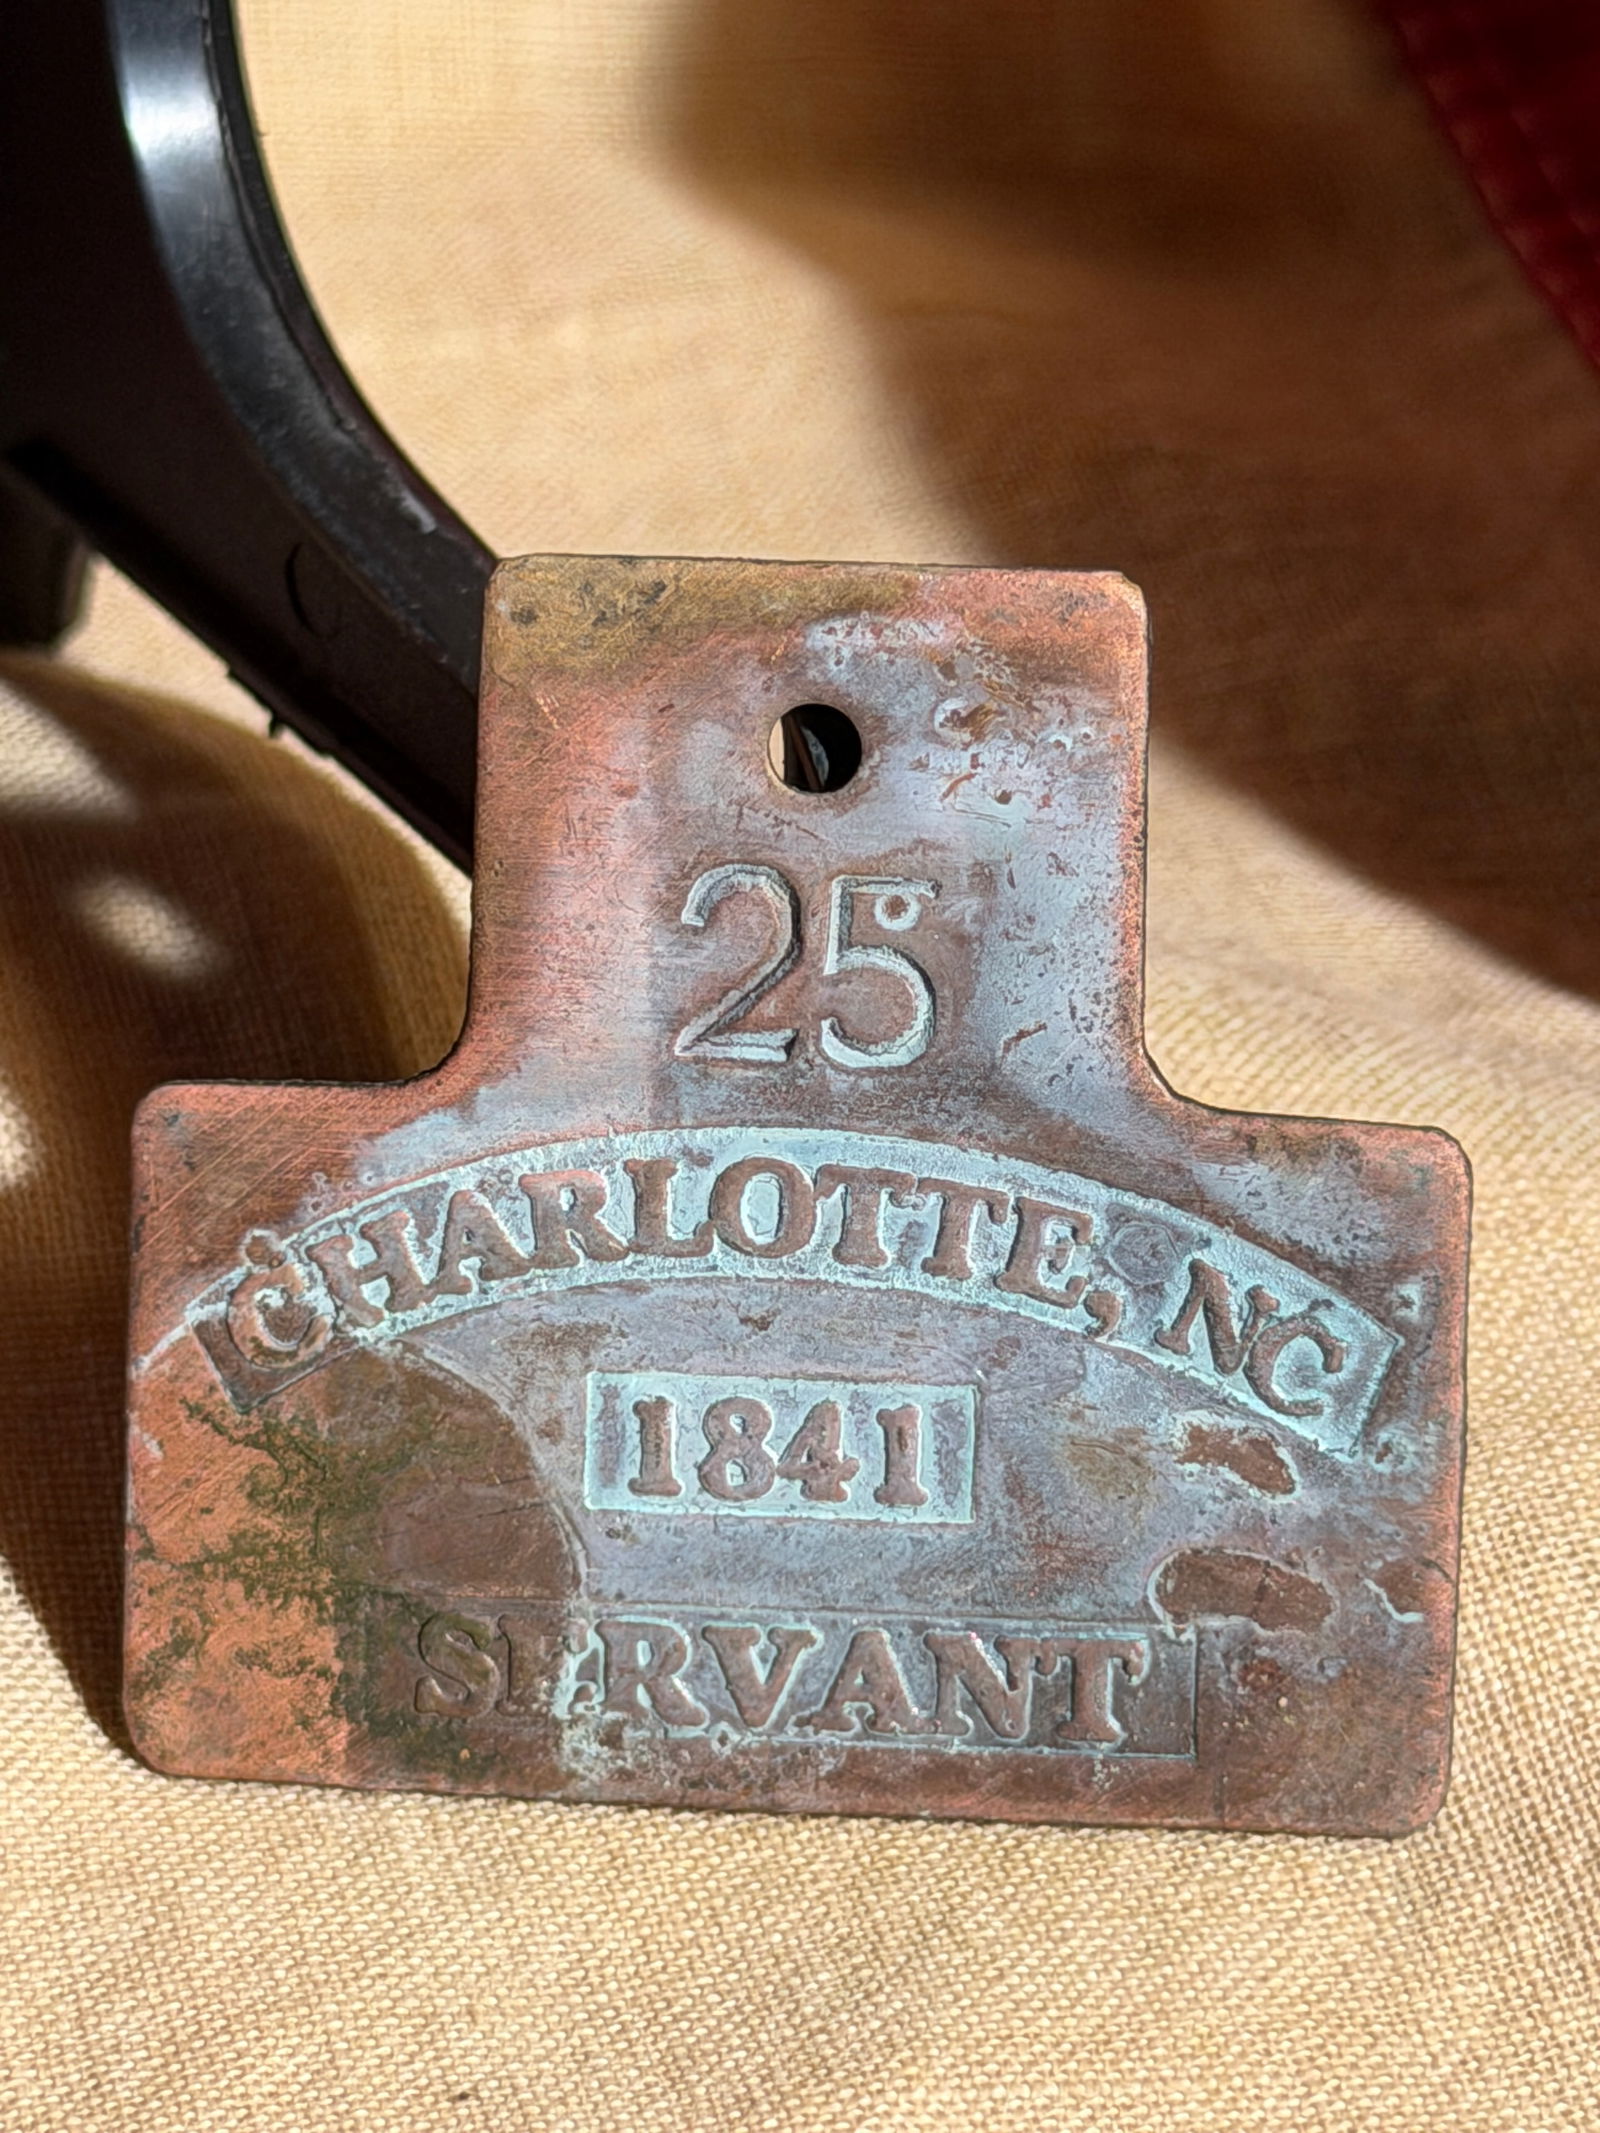 25
CHARLOTTE, NC
1841
SERVANT